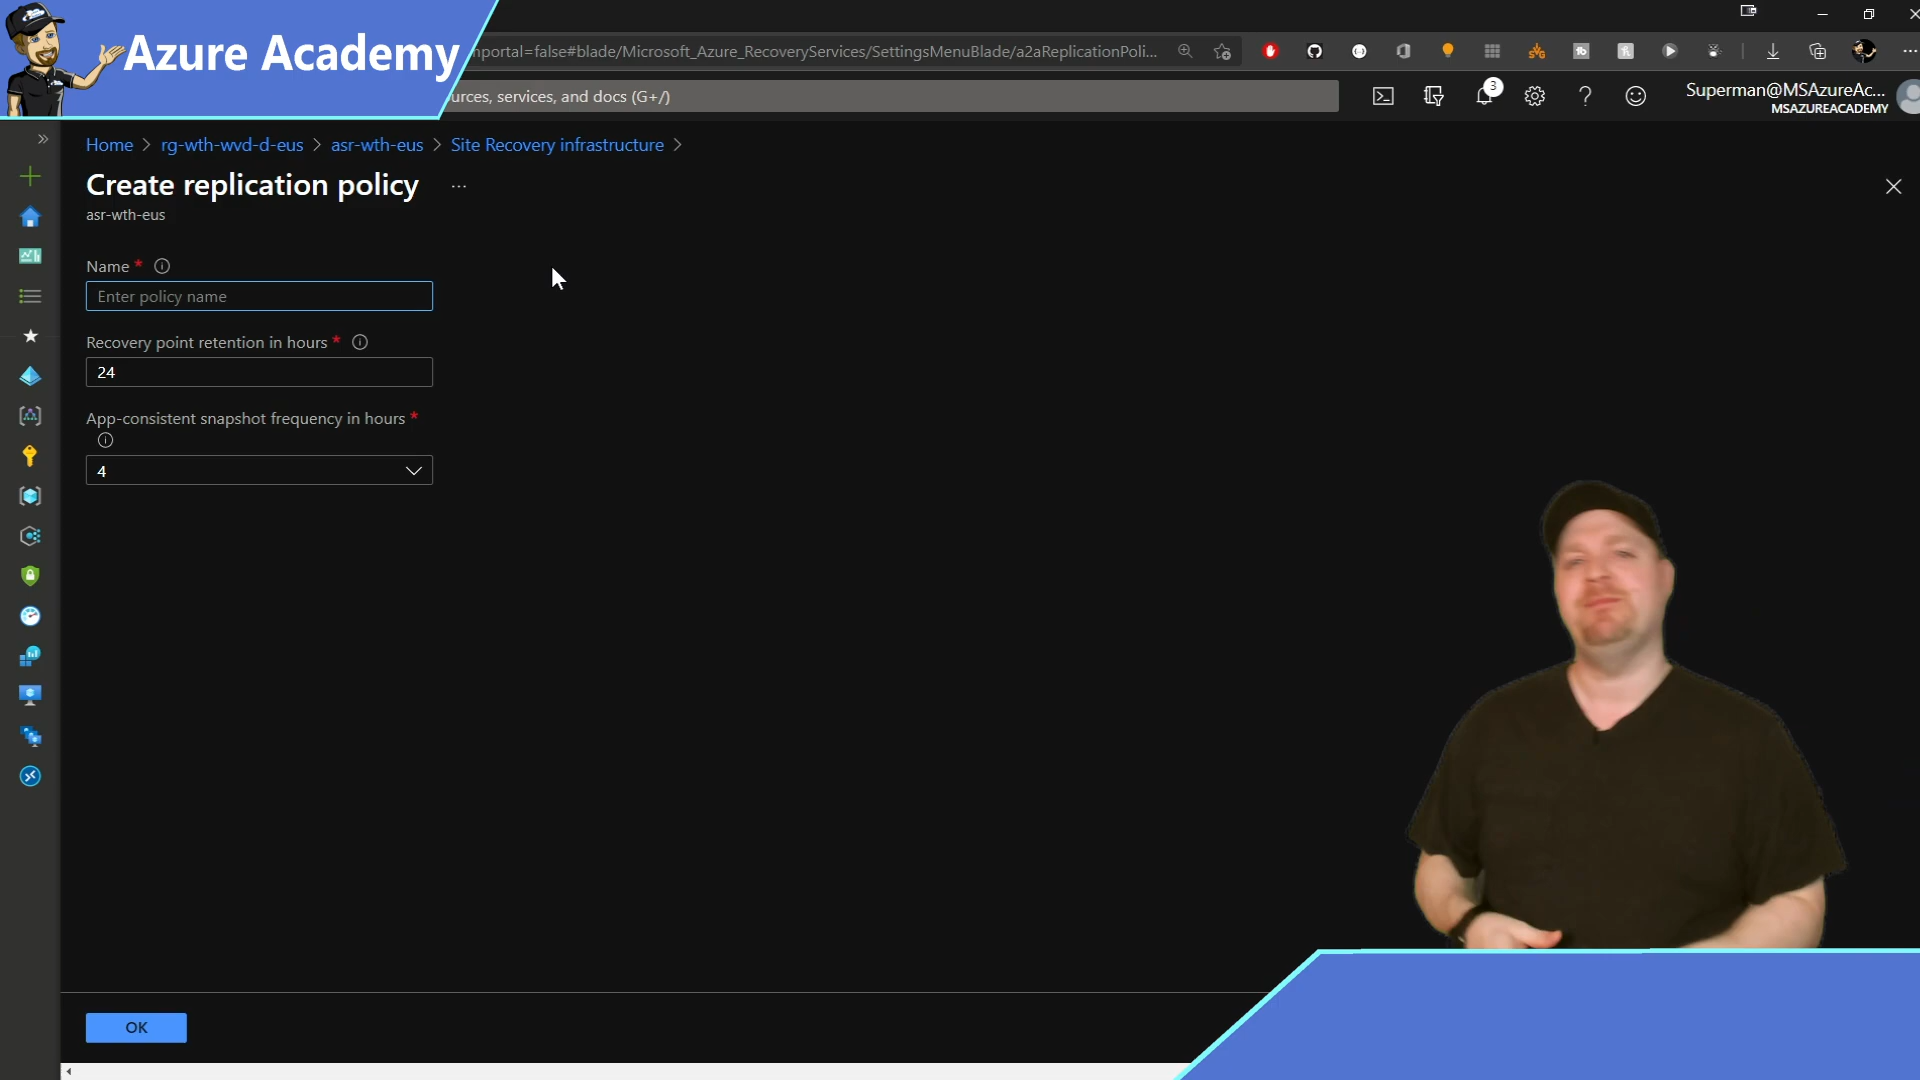 Azure Academy
nportal=false#blade/Microsoft_Azure_RecoveryServices/SettingsMenuBlade/a2aReplicationPoli...
urces, services, and docs (G+/)
3
Superman@MSAzureAc...
MSAZUREACADEMY
Home > rg-wth-wvd-d-eus > asr-wth-eus > Site Recovery infrastructure >
Create replication policy ...
asr-wth-eus
Name *
Enter policy name
Recovery point retention in hours *
24
App-consistent snapshot frequency in hours *
4
OK